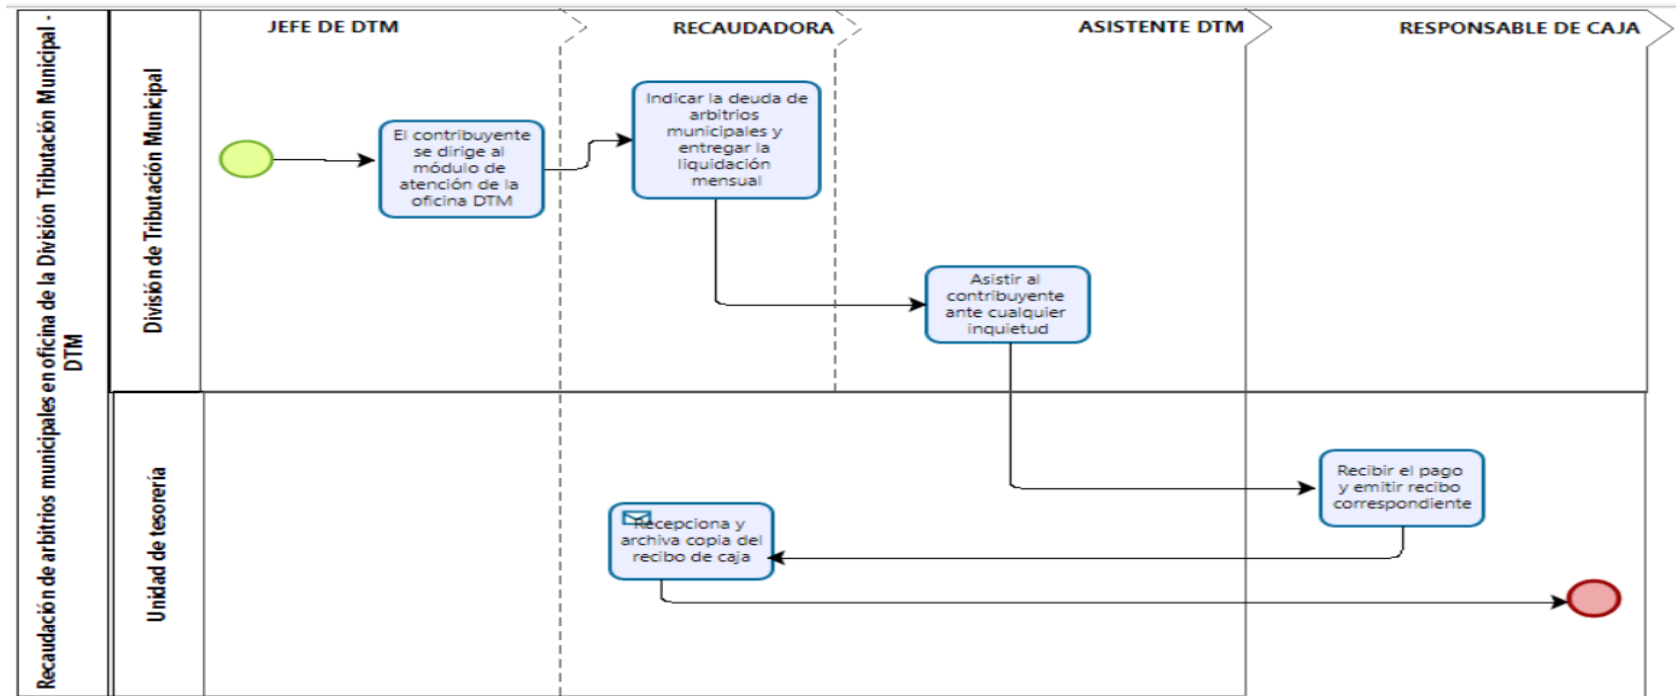 JEFE DE DTM
RECAUDADORA
ASISTENTE DTM
RESPONSABLE DE CAJA
Recaudación de arbitrios municipales en oficina de la División Tributación Municipal -
DTM
División de Tributación Municipal
El contribuyente
se dirige al
módulo de
atención de la
oficina DTM
Indicar la deuda de
arbitrios
municipales y
entregar la
liquidación
mensual
Asistir al
contribuyente
ante cualquier
inquietud
Unidad de tesorería
Recibir el pago
y emitir recibo
correspondiente
Recepciona y
archiva copia del
recibo de caja